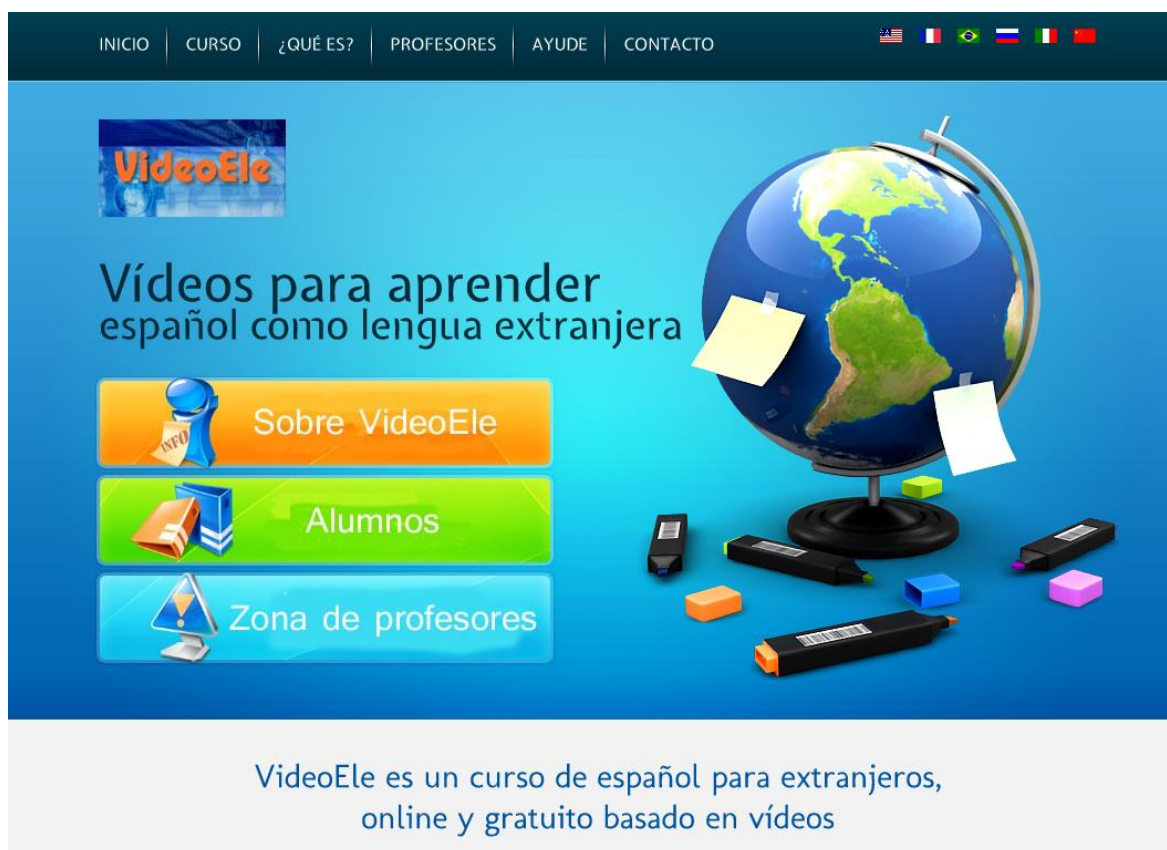 INICIO CURSO ¿QUÉ ES? PROFESORES AYUDE CONTACTO
VideoEle
Vídeos para aprender
español como lengua extranjera
INFO
Sobre VideoEle
Alumnos
Zona de profesores
VideoEle es un curso de español para extranjeros,
online y gratuito basado en vídeos